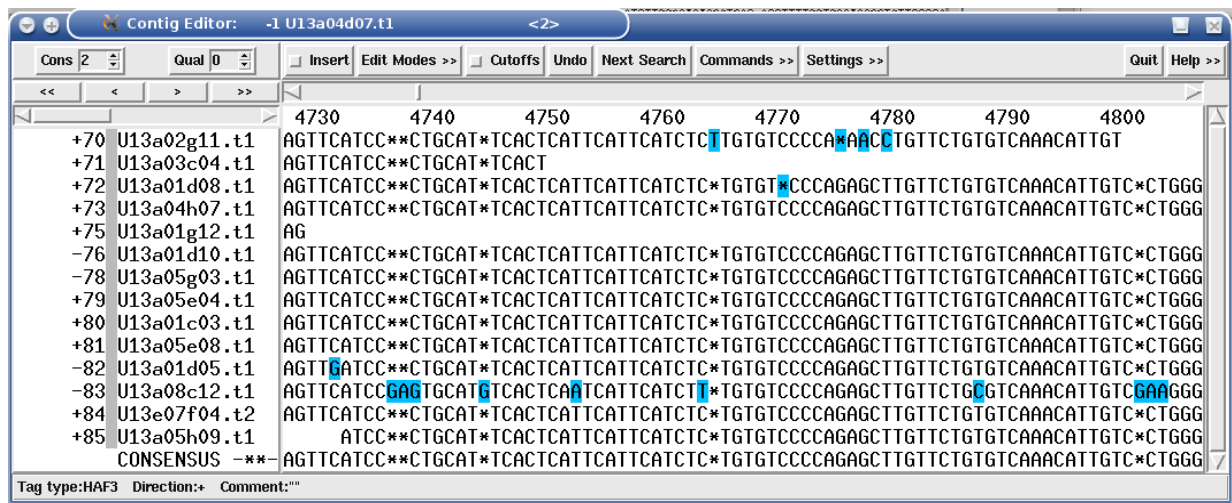 Contig Editor: -1 U13a04d07.t1 <2>
Cons 2 Qual 0 Insert Edit Modes >> Cutoffs Undo Next Search Commands >> Settings >> Quit Help >>
<< < > >>
4730 4740 4750 4760 4770 4780 4790 4800
+70 U13a02g11.t1 AGTTCATCC**CTGCAT*TCACTCATTCATTCATCTCTTGTGTCCCCA*AACCTGTTCTGTGTCAAACATTGT
+71 U13a03c04.t1 AGTTCATCC**CTGCAT*TCACT
+72 U13a01d08.t1 AGTTCATCC**CTGCAT*TCACTCATTCATTCATCTC*TGTGT*CCCAGAGCTTGTTCTGTGTCAAACATTGTC*CTGGG
+73 U13a04h07.t1 AGTTCATCC**CTGCAT*TCACTCATTCATTCATCTC*TGTGTCCCCAGAGCTTGTTCTGTGTCAAACATTGTC*CTGGG
+75 U13a01g12.t1 AG
-76 U13a01d10.t1 AGTTCATCC**CTGCAT*TCACTCATTCATTCATCTC*TGTGTCCCCAGAGCTTGTTCTGTGTCAAACATTGTC*CTGGG
-78 U13a05g03.t1 AGTTCATCC**CTGCAT*TCACTCATTCATTCATCTC*TGTGTCCCCAGAGCTTGTTCTGTGTCAAACATTGTC*CTGGG
+79 U13a05e04.t1 AGTTCATCC**CTGCAT*TCACTCATTCATTCATCTC*TGTGTCCCCAGAGCTTGTTCTGTGTCAAACATTGTC*CTGGG
+80 U13a01c03.t1 AGTTCATCC**CTGCAT*TCACTCATTCATTCATCTC*TGTGTCCCCAGAGCTTGTTCTGTGTCAAACATTGTC*CTGGG
+81 U13a05e08.t1 AGTTCATCC**CTGCAT*TCACTCATTCATTCATCTC*TGTGTCCCCAGAGCTTGTTCTGTGTCAAACATTGTC*CTGGG
-82 U13a01d05.t1 AGTTGATCC**CTGCAT*TCACTCATTCATTCATCTC*TGTGTCCCCAGAGCTTGTTCTGTGTCAAACATTGTC*CTGGG
-83 U13a08c12.t1 AGTTCATCCGAGTGCATGTCACTCAATCATTCATCTT*TGTGTCCCCAGAGCTTGTTCTGCGTCAAACATTGTCGAAGGG
+84 U13e07f04.t2 AGTTCATCC**CTGCAT*TCACTCATTCATTCATCTC*TGTGTCCCCAGAGCTTGTTCTGTGTCAAACATTGTC*CTGGG
+85 U13a05h09.t1 ATCC**CTGCAT*TCACTCATTCATTCATCTC*TGTGTCCCCAGAGCTTGTTCTGTGTCAAACATTGTC*CTGGG
CONSENSUS -**- AGTTCATCC**CTGCAT*TCACTCATTCATTCATCTC*TGTGTCCCCAGAGCTTGTTCTGTGTCAAACATTGTC*CTGGG
Tag type:HAF3 Direction:+ Comment:""